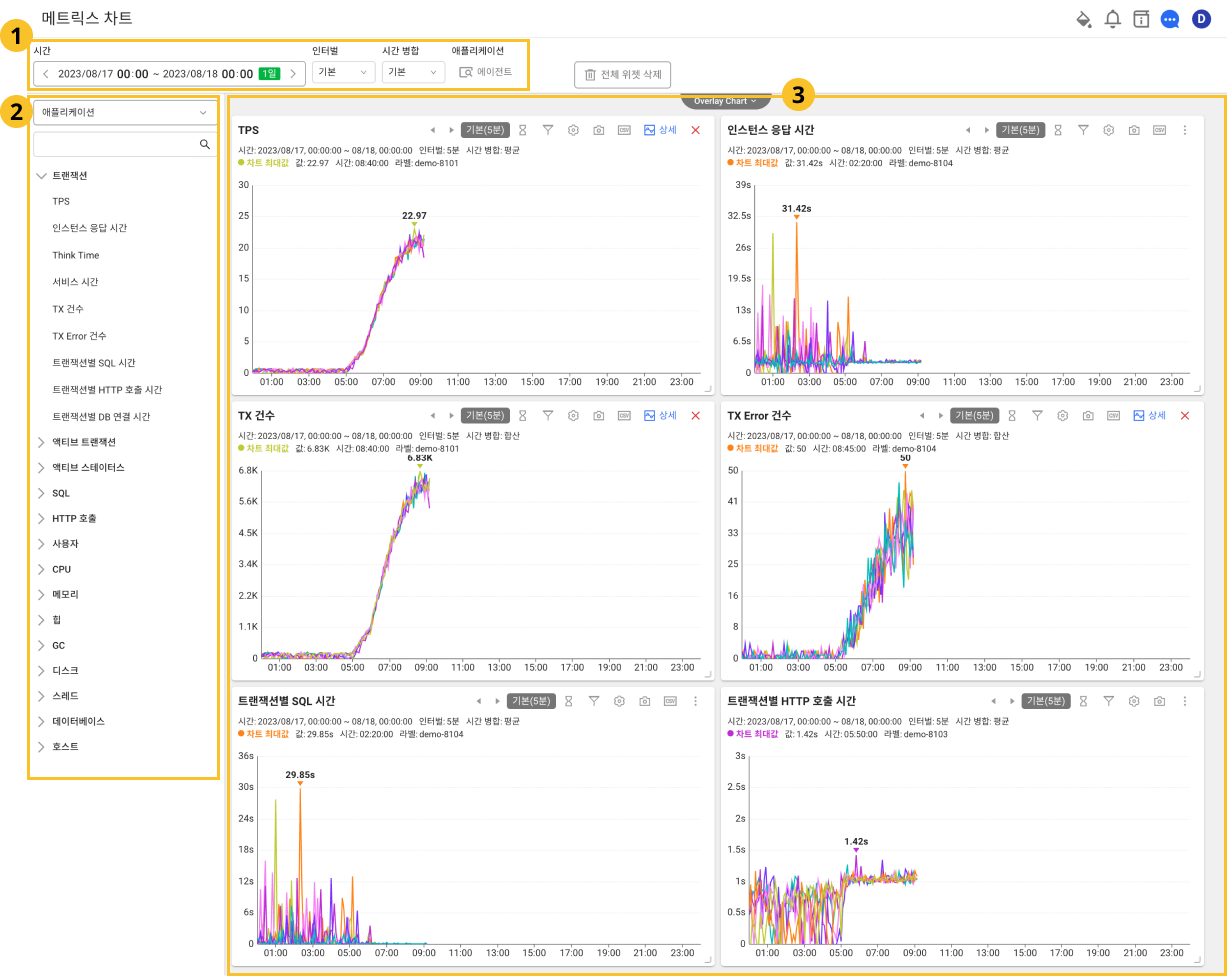 메트릭스 차트
D
1
시간
인터벌
시간 병합
애플리케이션
2023/08/17 00:00 ~ 2023/08/18 00:00 1일
기본
기본
에이전트
전체 위젯 삭제
2
애플리케이션
트랜잭션
TPS
인스턴스 응답 시간
Think Time
서비스 시간
TX 건수
TX Error 건수
트랜잭션별 SQL 시간
트랜잭션별 HTTP 호출 시간
트랜잭션별 DB 연결 시간
액티브 트랜잭션
액티브 스테이터스
SQL
HTTP 호출
사용자
CPU
메모리
힙
GC
디스크
스레드
데이터베이스
호스트
Overlay Chart
3
TPS
기본(5분)
CSV
상세
시간: 2023/08/17, 00:00:00 ~ 08/18, 00:00:00 인터벌: 5분 시간 병합: 평균
차트 최대값 값: 22.97 시간: 08:40:00 라벨: demo-8101
30
25
20
15
10
5
0
22.97
01:00 03:00 05:00 07:00 09:00 11:00 13:00 15:00 17:00 19:00 21:00 23:00
인스턴스 응답 시간
기본(5분)
CSV
시간: 2023/08/17, 00:00:00 ~ 08/18, 00:00:00 인터벌: 5분 시간 병합: 평균
차트 최대값 값: 31.42s 시간: 02:20:00 라벨: demo-8104
39s
32.5s
26s
19.5s
13s
6.5s
0
31.42s
01:00 03:00 05:00 07:00 09:00 11:00 13:00 15:00 17:00 19:00 21:00 23:00
TX 건수
기본(5분)
CSV
상세
시간: 2023/08/17, 00:00:00 ~ 08/18, 00:00:00 인터벌: 5분 시간 병합: 합산
차트 최대값 값: 6.83K 시간: 08:40:00 라벨: demo-8101
6.8K
5.6K
4.5K
3.4K
2.2K
1.1K
0
6.83K
01:00 03:00 05:00 07:00 09:00 11:00 13:00 15:00 17:00 19:00 21:00 23:00
TX Error 건수
기본(5분)
CSV
상세
시간: 2023/08/17, 00:00:00 ~ 08/18, 00:00:00 인터벌: 5분 시간 병합: 합산
차트 최대값 값: 50 시간: 08:45:00 라벨: demo-8104
50
41
33
25
16
8
0
50
01:00 03:00 05:00 07:00 09:00 11:00 13:00 15:00 17:00 19:00 21:00 23:00
트랜잭션별 SQL 시간
기본(5분)
CSV
시간: 2023/08/17, 00:00:00 ~ 08/18, 00:00:00 인터벌: 5분 시간 병합: 평균
차트 최대값 값: 29.85s 시간: 02:20:00 라벨: demo-8104
36s
30s
24s
18s
12s
6s
0
29.85s
01:00 03:00 05:00 07:00 09:00 11:00 13:00 15:00 17:00 19:00 21:00 23:00
트랜잭션별 HTTP 호출 시간
기본(5분)
시간: 2023/08/17, 00:00:00 ~ 08/18, 00:00:00 인터벌: 5분 시간 병합: 평균
차트 최대값 값: 1.42s 시간: 05:50:00 라벨: demo-8103
3s
2.5s
2s
1.5s
1s
0.5s
0
1.42s
01:00 03:00 05:00 07:00 09:00 11:00 13:00 15:00 17:00 19:00 21:00 23:00